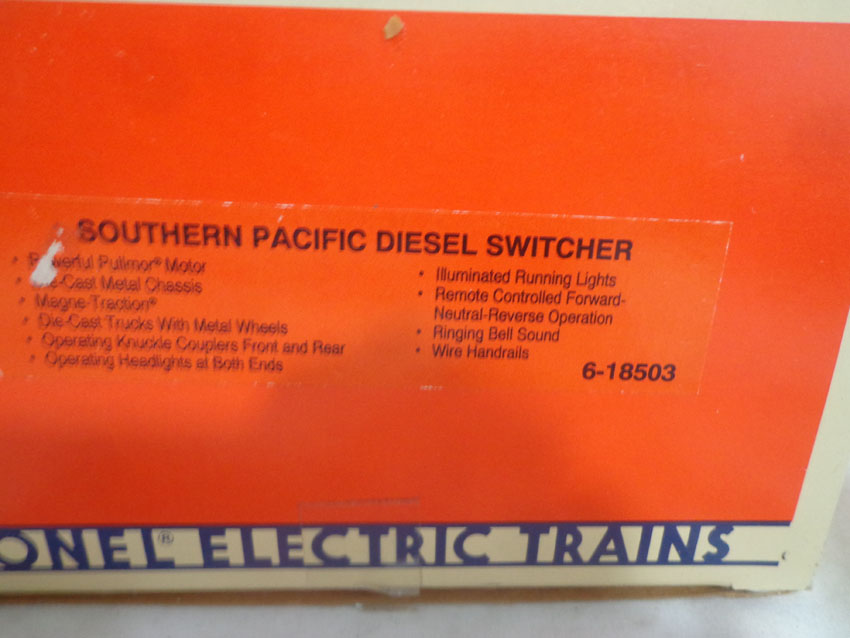 SOUTHERN PACIFIC DIESEL SWITCHER
• Powerful Pullmor® Motor
• Die-Cast Metal Chassis
• Magne-Traction®
• Die-Cast Trucks With Metal Wheels
• Operating Knuckle Couplers Front and Rear
• Operating Headlights at Both Ends
• Illuminated Running Lights
• Remote Controlled Forward-
Neutral-Reverse Operation
• Ringing Bell Sound
• Wire Handrails
6-18503
ONEL® ELECTRIC TRAINS